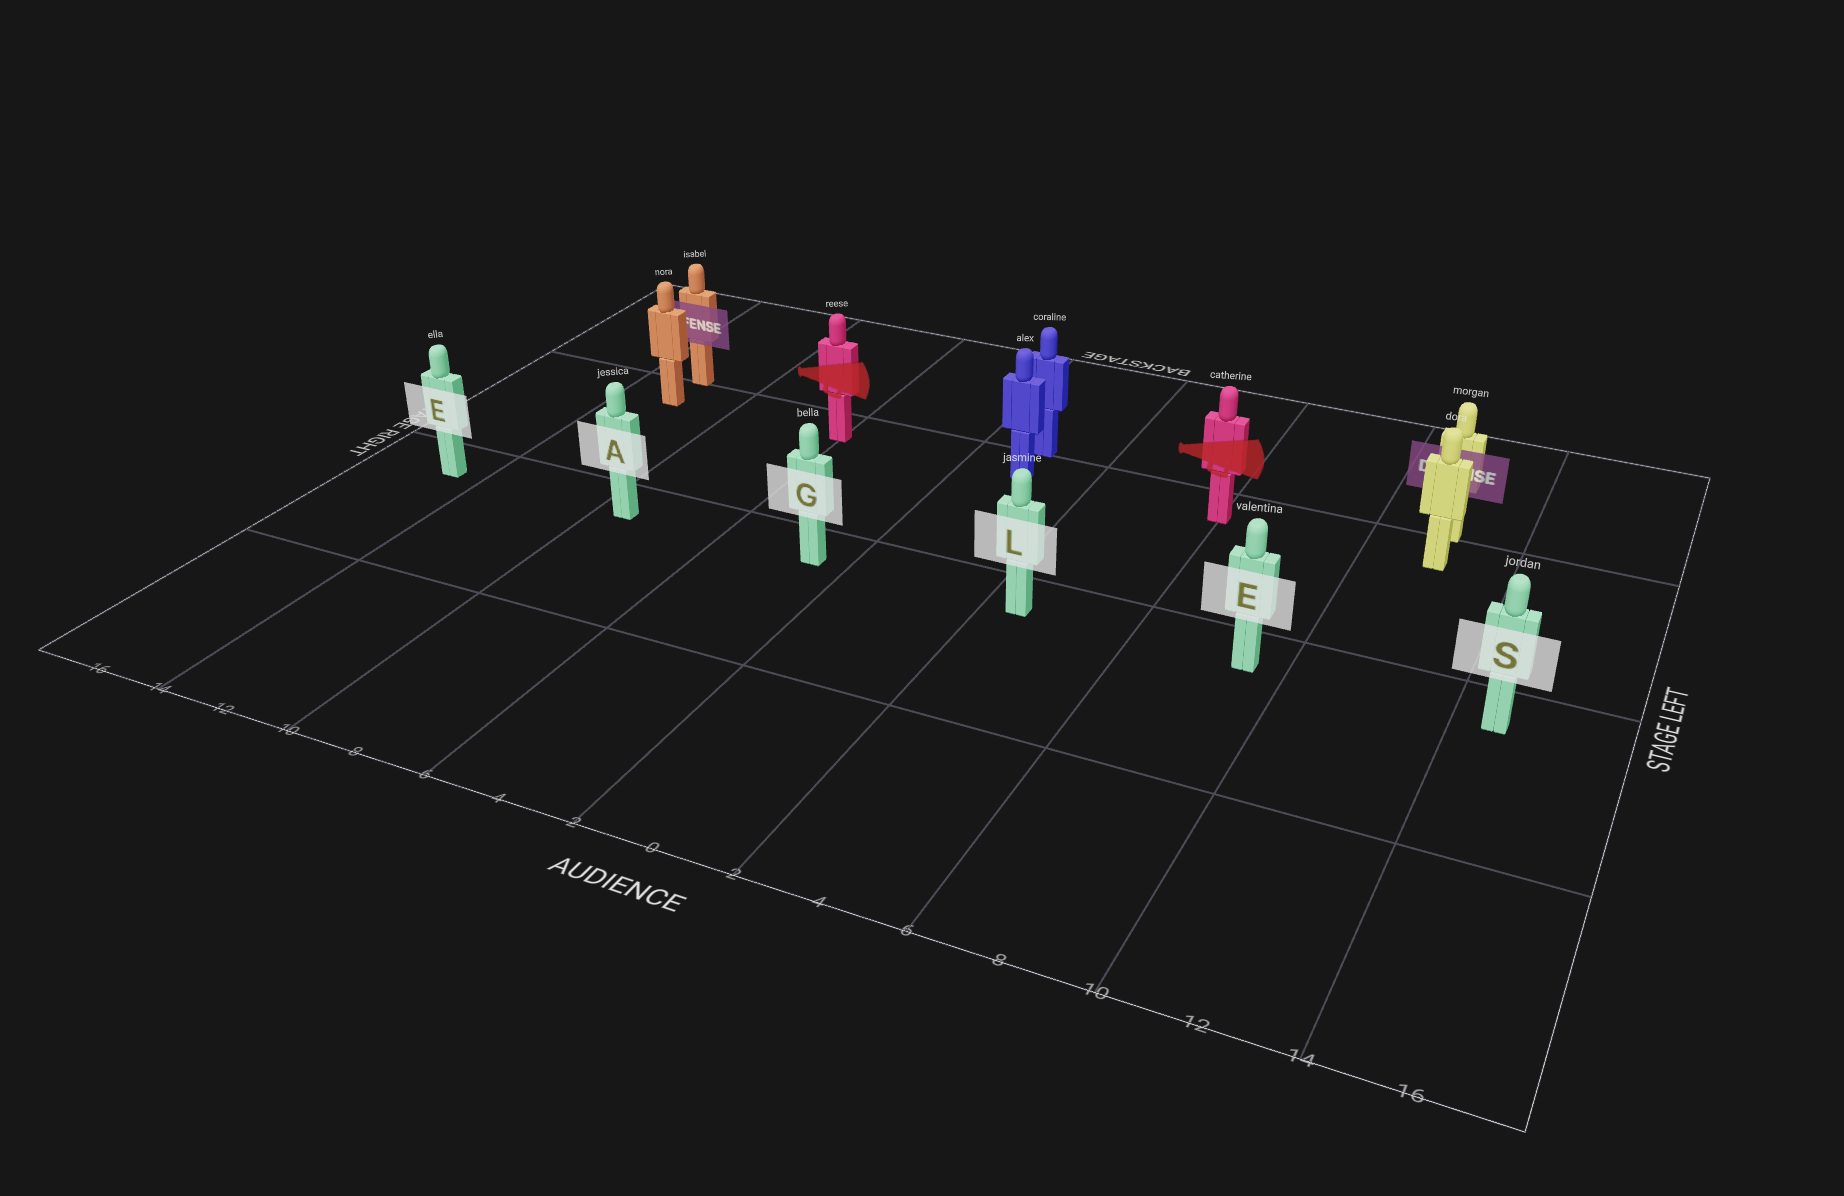 isabel
nora
FENSE
reese
coraline
alex
BACKSTAGE
ella
E
jessica
A
catherine
morgan
bella
G
jasmine
L
valentina
E
jordan
S
STAGE LEFT
16
14
12
10
8
6
4
2
0
2
4
6
8
10
12
14
16
AUDIENCE